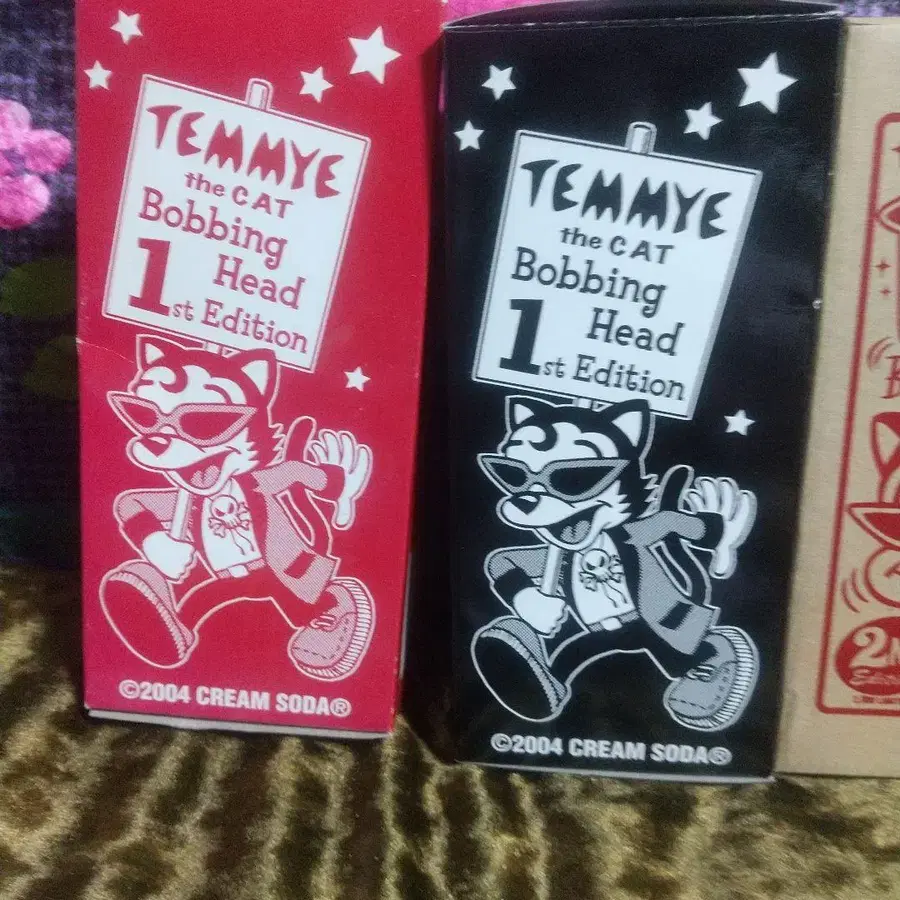 TEMMYE
the CAT
Bobbing
Head
1st Edition
©2004 CREAM SODA®
TEMMYE
the CAT
Bobbing
Head
1st Edition
©2004 CREAM SODA®